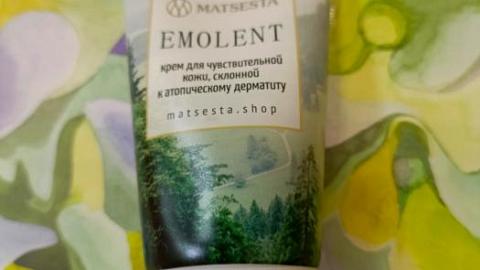 MATSESTA
EMOLENT
крем для чувствительной
кожи, склонной
к атопическому дерматиту
matsesta.shop